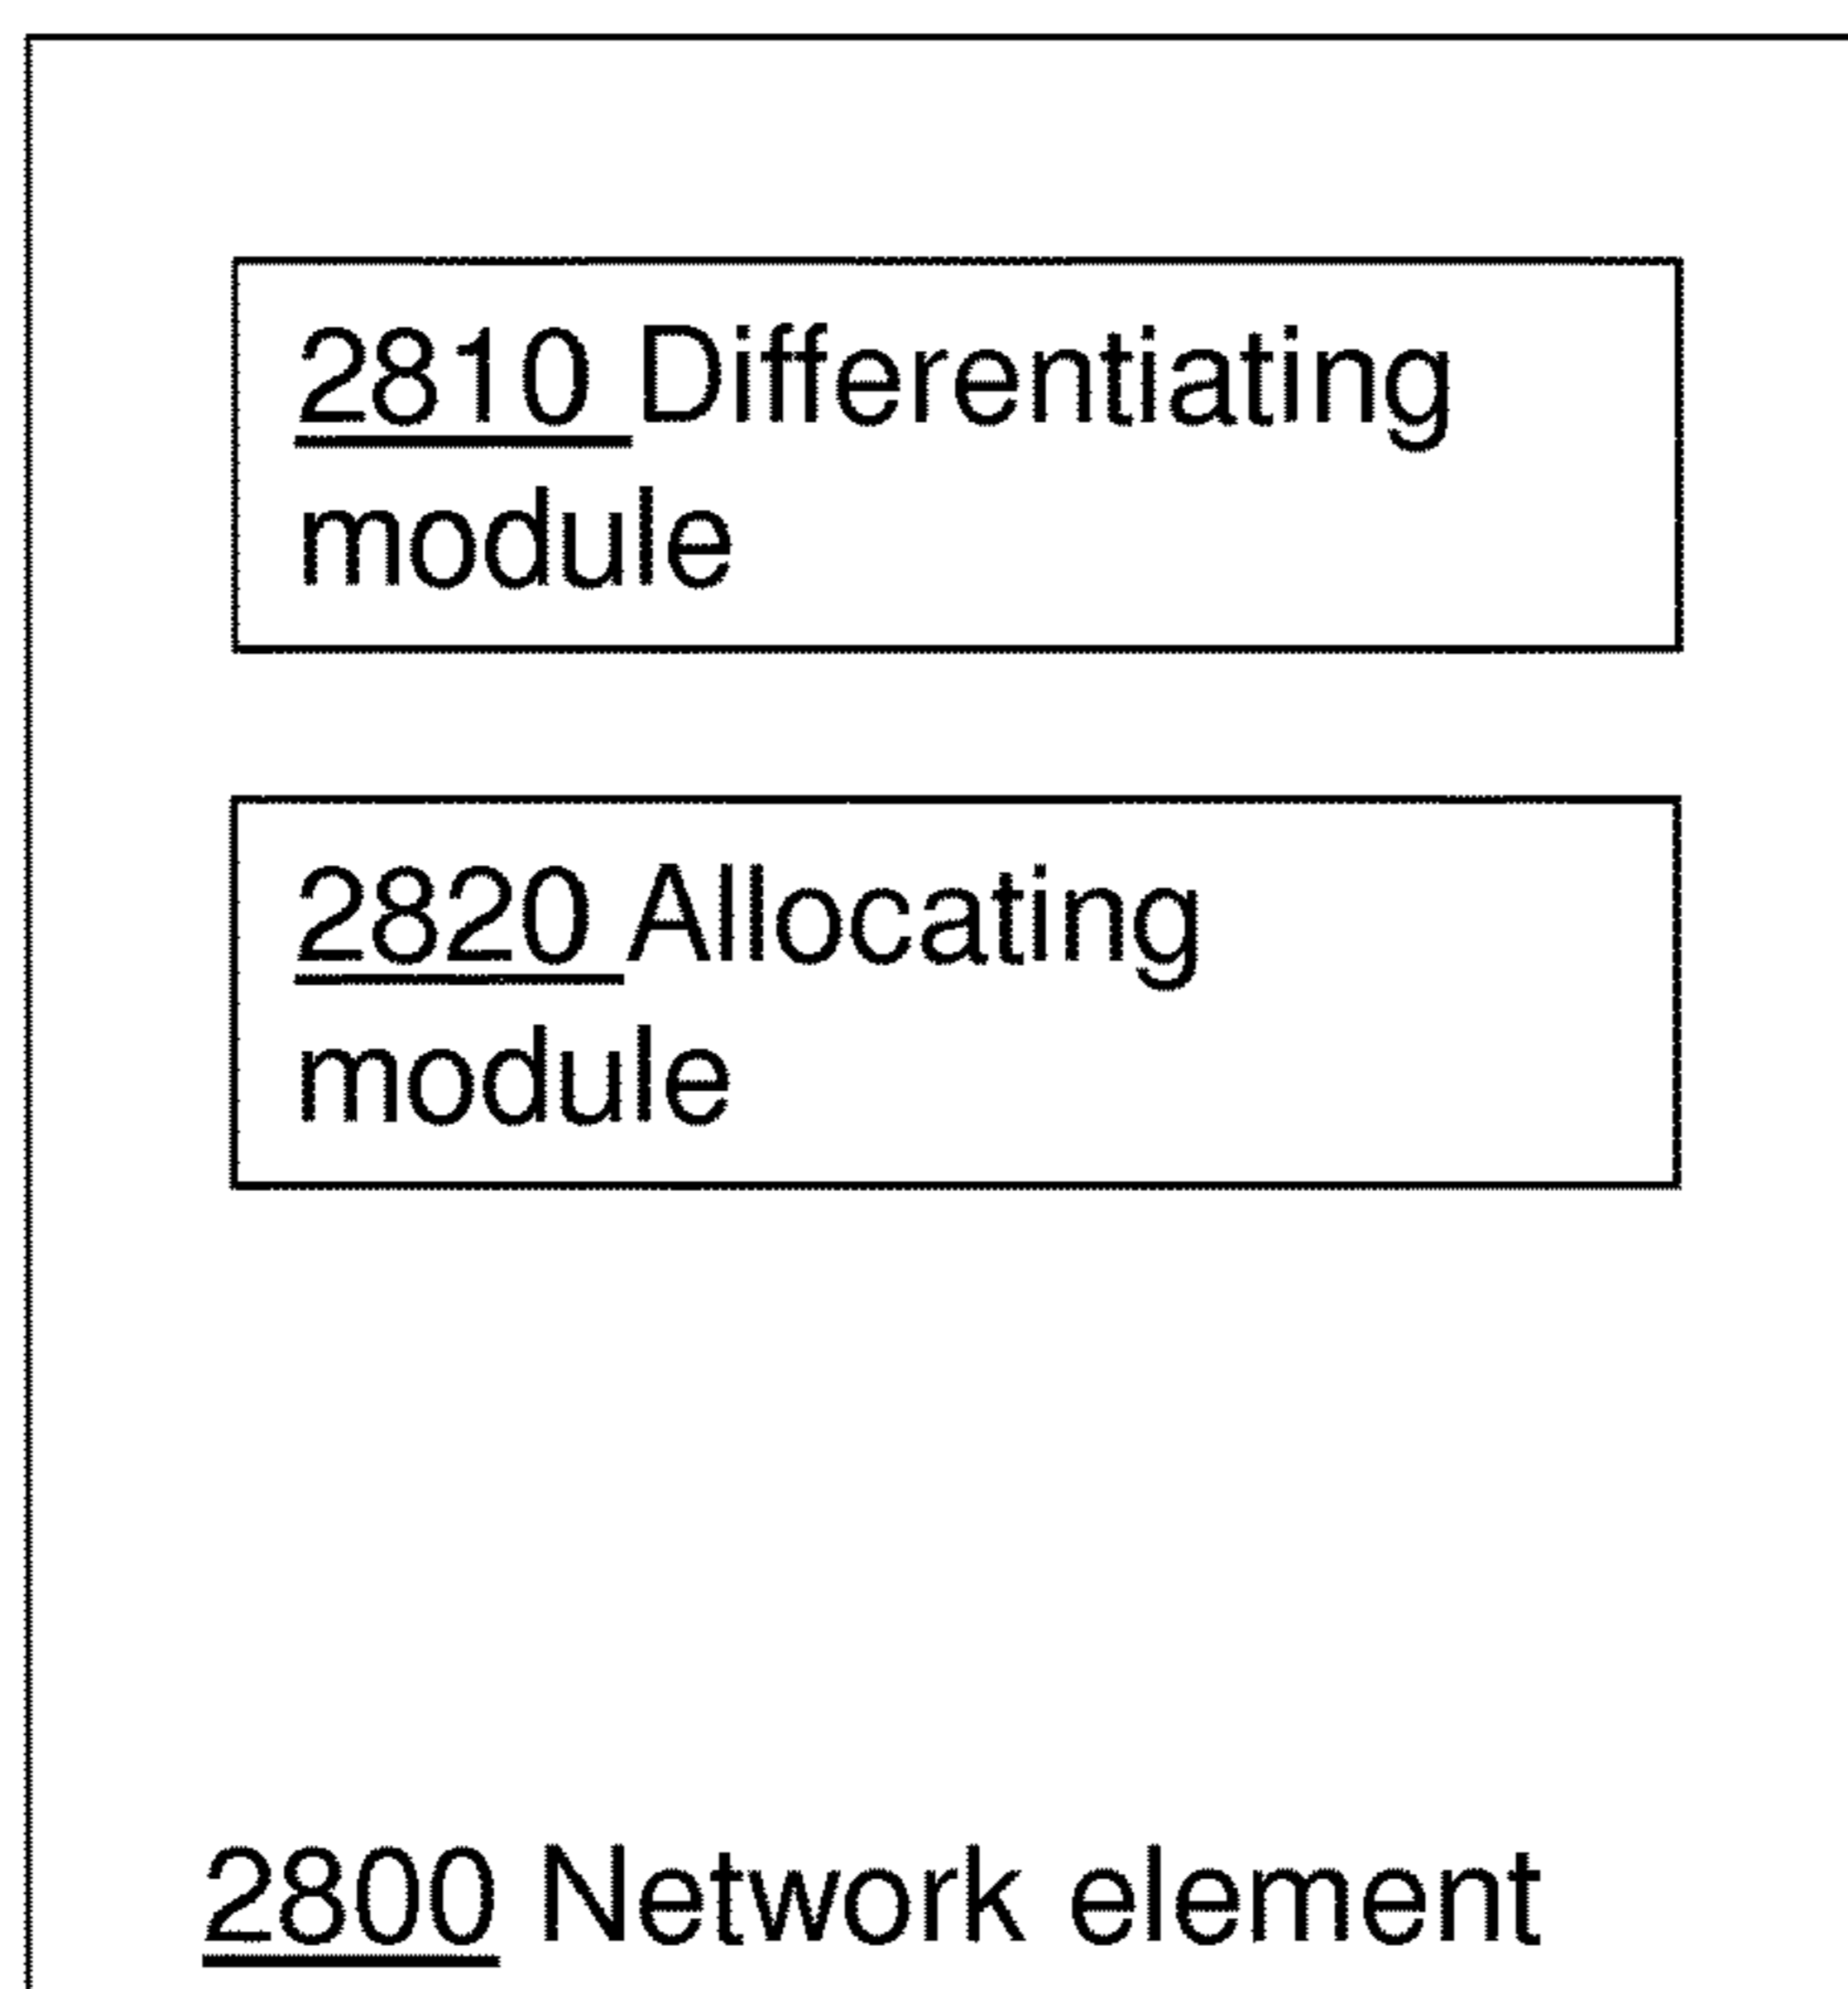 2810 Differentiating
module
2820 Allocating
module
2800 Network element